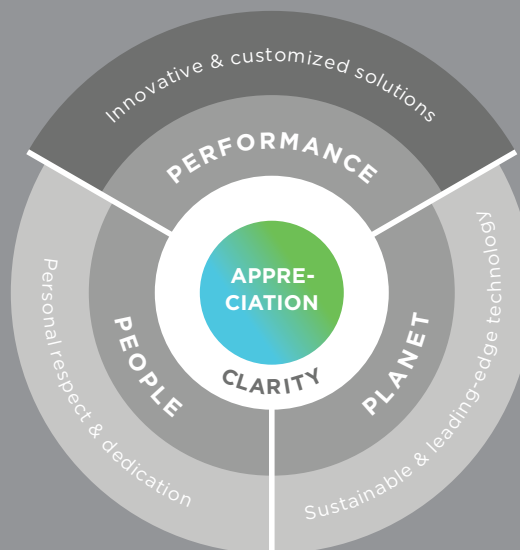 Innovative & customized solutions
PERFORMANCE
APPRE-
CIATION
CLARITY
PEOPLE
PLANET
Personal respect & dedication
Sustainable & leading-edge technology